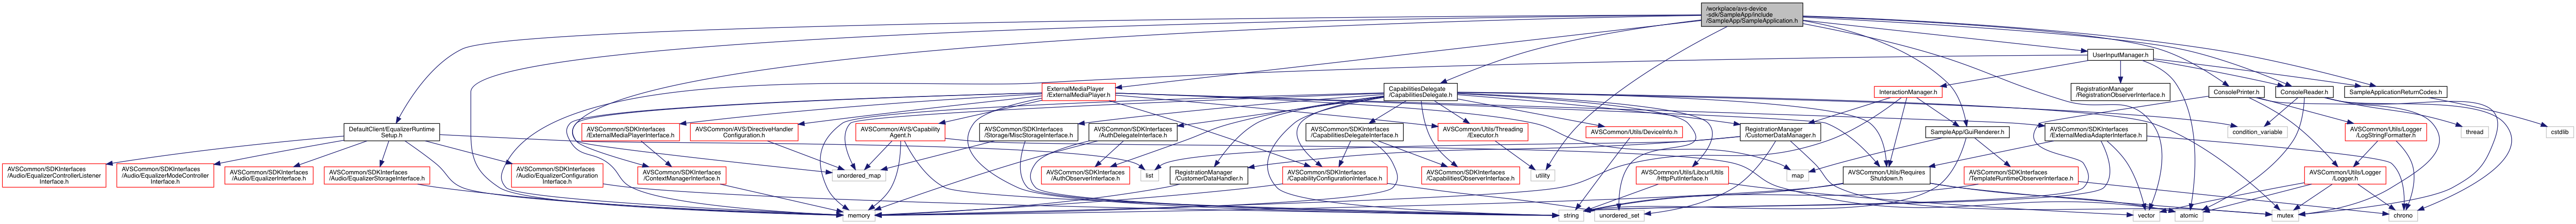 /workplace/avs-device
-sdk/SampleApp/include
/SampleApp/SampleApplication.h
UserInputManager.h
ExternalMediaPlayer
/ExternalMediaPlayer.h
CapabilitiesDelegate
/CapabilitiesDelegate.h
RegistrationManager
/RegistrationObserverInterface.h
InteractionManager.h
ConsolePrinter.h
ConsoleReader.h
SampleApplicationReturnCodes.h
DefaultClient/EqualizerRuntime
Setup.h
AVSCommon/SDKInterfaces
/ExternalMediaPlayerInterface.h
AVSCommon/AVS/DirectiveHandler
Configuration.h
AVSCommon/AVS/Capability
Agent.h
AVSCommon/SDKInterfaces
/Storage/MiscStorageInterface.h
AVSCommon/SDKInterfaces
/AuthDelegateInterface.h
AVSCommon/SDKInterfaces
/CapabilitiesDelegateInterface.h
AVSCommon/Utils/Threading
/Executor.h
AVSCommon/Utils/DeviceInfo.h
RegistrationManager
/CustomerDataManager.h
SampleApp/GuiRenderer.h
AVSCommon/SDKInterfaces
/ExternalMediaAdapterInterface.h
condition_variable
AVSCommon/Utils/Logger
/LogStringFormatter.h
thread
cstdlib
AVSCommon/SDKInterfaces
/Audio/EqualizerControllerListener
Interface.h
AVSCommon/SDKInterfaces
/Audio/EqualizerModeController
Interface.h
AVSCommon/SDKInterfaces
/Audio/EqualizerInterface.h
AVSCommon/SDKInterfaces
/Audio/EqualizerStorageInterface.h
AVSCommon/SDKInterfaces
/Audio/EqualizerConfiguration
Interface.h
AVSCommon/SDKInterfaces
/ContextManagerInterface.h
unordered_map
AVSCommon/SDKInterfaces
/AuthObserverInterface.h
list
RegistrationManager
/CustomerDataHandler.h
AVSCommon/SDKInterfaces
/CapabilityConfigurationInterface.h
AVSCommon/SDKInterfaces
/CapabilitiesObserverInterface.h
utility
AVSCommon/Utils/LibcurlUtils
/HttpPutInterface.h
map
AVSCommon/Utils/Requires
Shutdown.h
AVSCommon/SDKInterfaces
/TemplateRuntimeObserverInterface.h
AVSCommon/Utils/Logger
/Logger.h
memory
string
unordered_set
vector
atomic
mutex
chrono